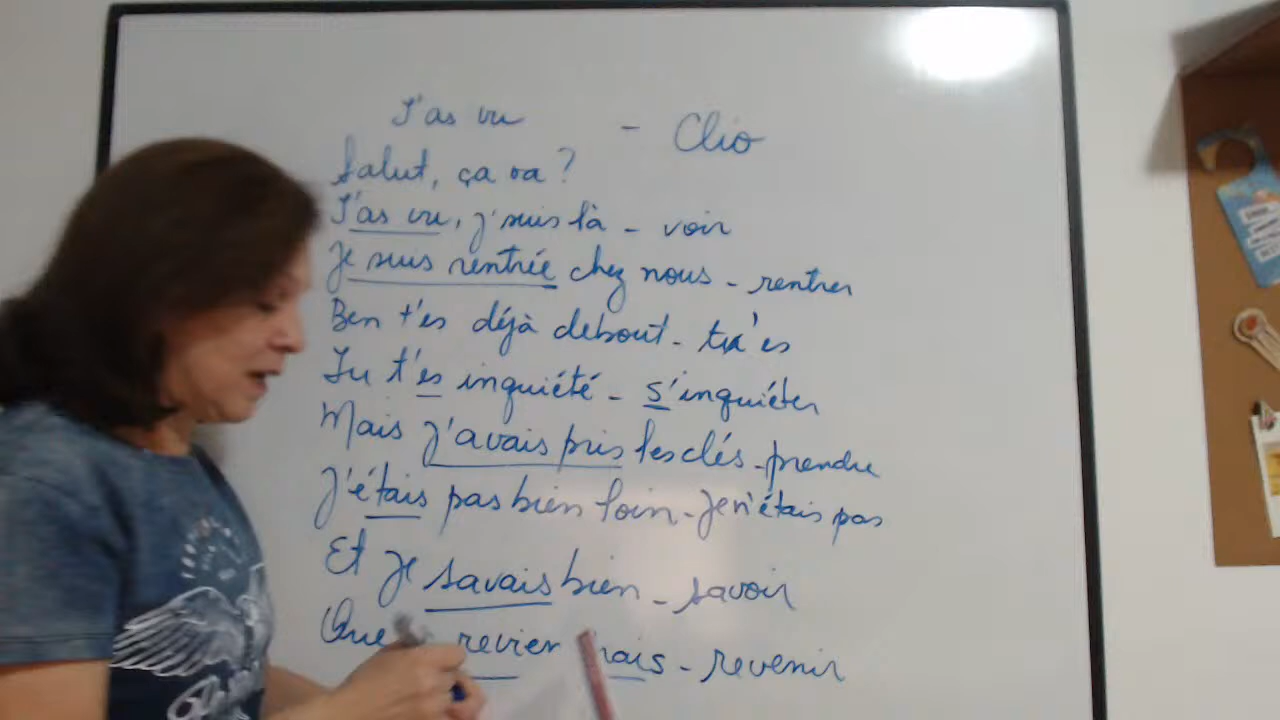 T'as vu - Clio
Salut, ça va?
T'as vu, j'suis là - voir
Je suis rentrée chez nous - rentrer
Ben t'es déjà debout - tu'es
Tu t'es inquiété - s'inquiéter
Mais j'avais pris les clés - prendre
J'étais pas bien loin - Je n'étais pas
Et je savais bien - savoir
Que - revenir